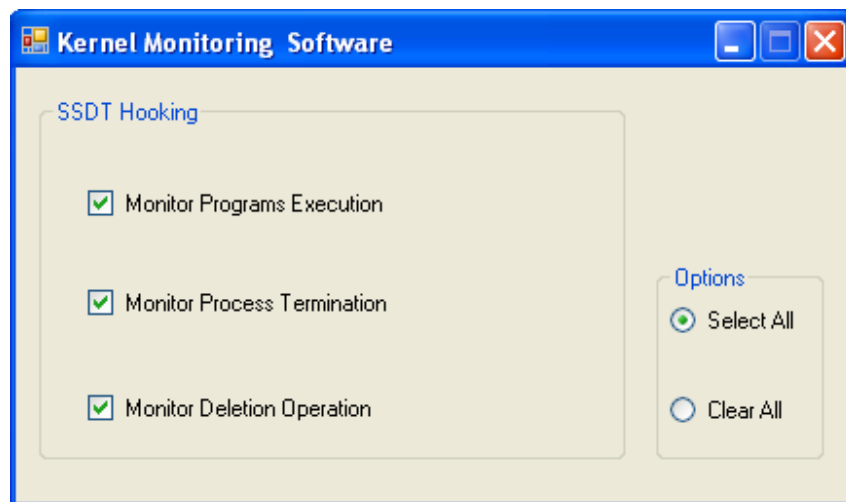 Kernel Monitoring Software
SSDT Hooking
Monitor Programs Execution
Monitor Process Termination
Monitor Deletion Operation
Options
Select All
Clear All